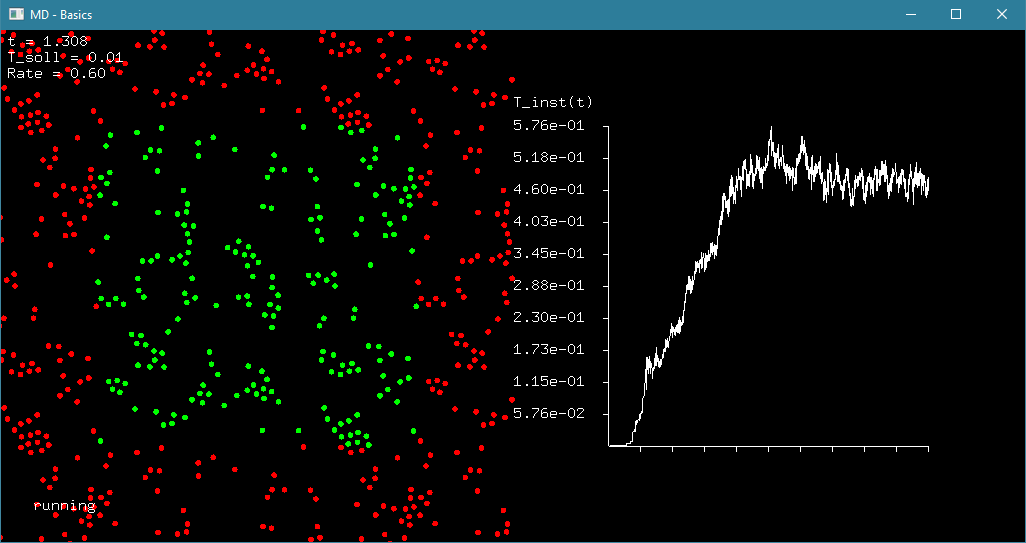 MD - Basics
t = 1.308
T_soll = 0.01
Rate = 0.60
T_inst(t)
5.76e-01
5.18e-01
4.60e-01
4.03e-01
3.45e-01
2.88e-01
2.30e-01
1.73e-01
1.15e-01
5.76e-02
running